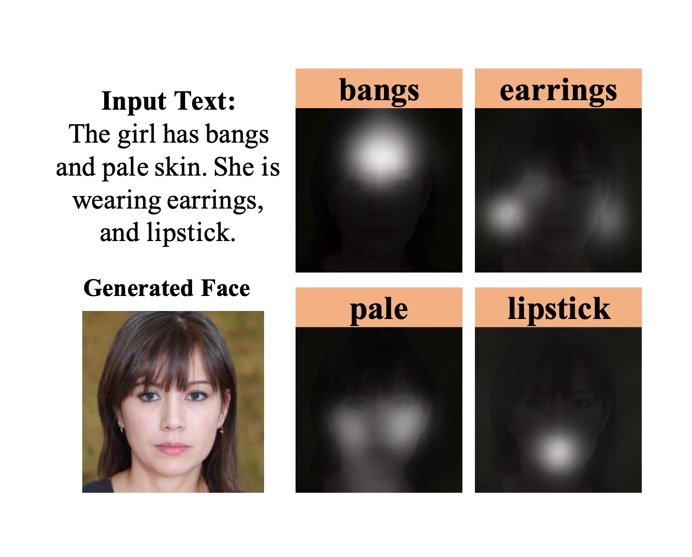 Input Text:
The girl has bangs
and pale skin. She is
wearing earrings,
and lipstick.
Generated Face
bangs
earrings
pale
lipstick